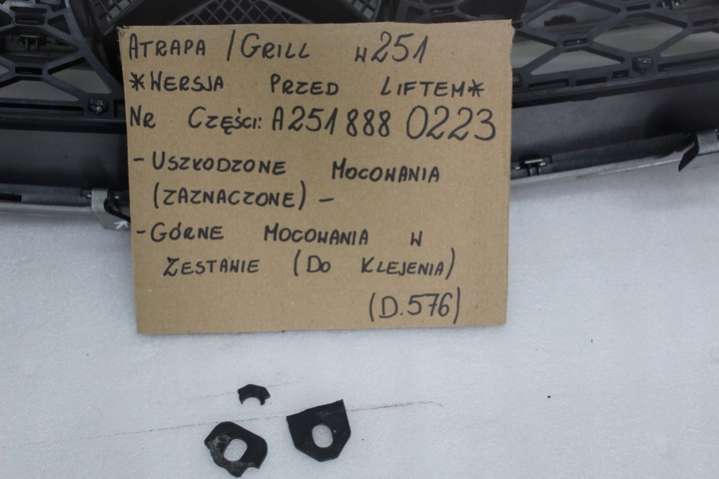 ATRAPA / GRILL W251
*WERSJA PRZED LIFTEM*
NR CZĘŚCI: A251 888 0223
- USZKODZONE MOCOWANIA
(ZAZNACZONE) -
- GÓRNE MOCOWANIA W
ZESTAWIE (DO KLEJENIA)
(D.576)